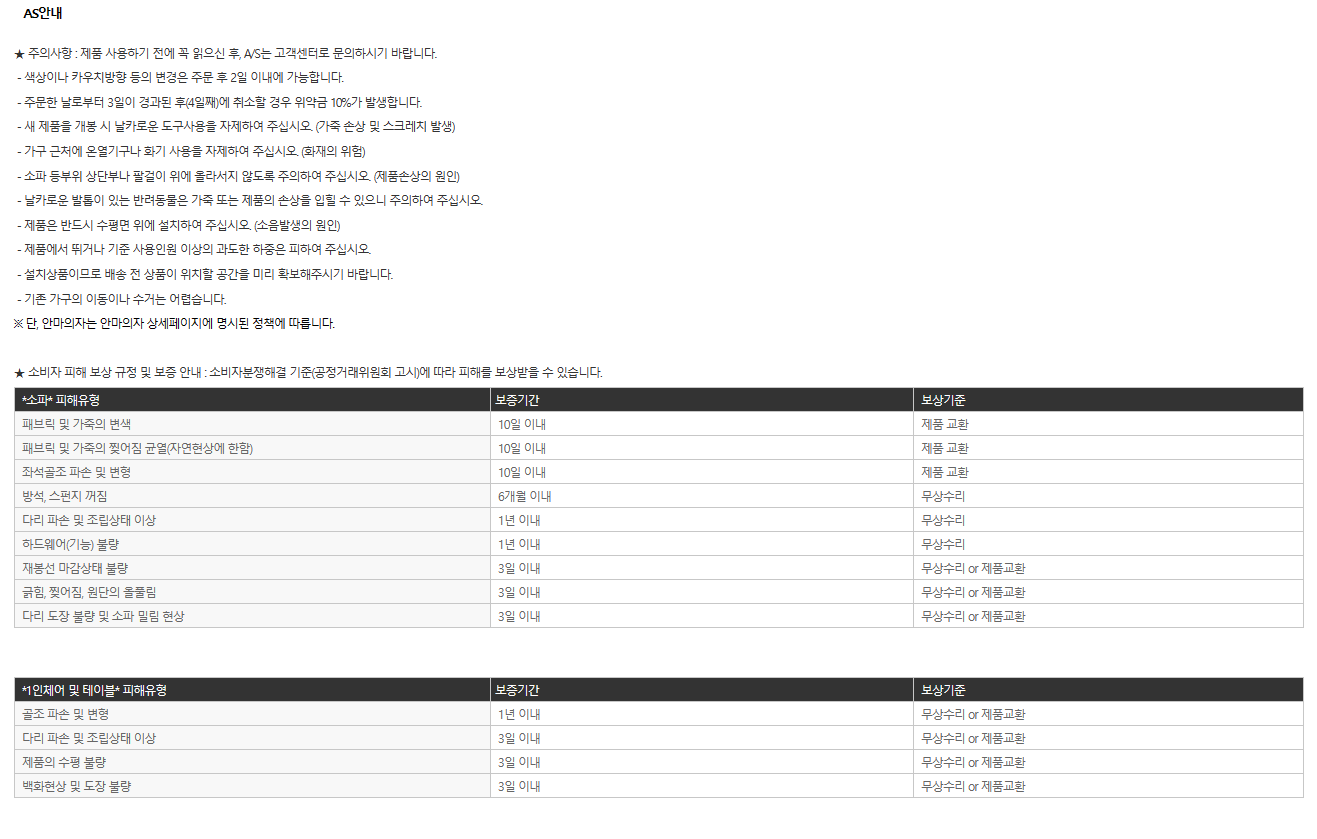 AS안내
★ 주의사항 : 제품 사용하기 전에 꼭 읽으신 후, A/S는 고객센터로 문의하시기 바랍니다.
- 색상이나 카우치방향 등의 변경은 주문 후 2일 이내에 가능합니다.
- 주문한 날로부터 3일이 경과된 후(4일째)에 취소할 경우 위약금 10%가 발생합니다.
- 새 제품을 개봉 시 날카로운 도구사용을 자제하여 주십시오. (가죽 손상 및 스크레치 발생)
- 가구 근처에 온열기구나 화기 사용을 자제하여 주십시오. (화재의 위험)
- 소파 등부위 상단부나 팔걸이 위에 올라서지 않도록 주의하여 주십시오. (제품손상의 원인)
- 날카로운 발톱이 있는 반려동물은 가죽 또는 제품의 손상을 입힐 수 있으니 주의하여 주십시오.
- 제품은 반드시 수평면 위에 설치하여 주십시오. (소음발생의 원인)
- 제품에서 뛰거나 기준 사용인원 이상의 과도한 하중은 피하여 주십시오.
- 설치상품이므로 배송 전 상품이 위치할 공간을 미리 확보해주시기 바랍니다.
- 기존 가구의 이동이나 수거는 어렵습니다.
※ 단, 안마의자는 안마의자 상세페이지에 명시된 정책에 따릅니다.
★ 소비자 피해 보상 규정 및 보증 안내 : 소비자분쟁해결 기준(공정거래위원회 고시)에 따라 피해를 보상받을 수 있습니다.
*소파* 피해유형 보증기간 보상기준
패브릭 및 가죽의 변색 10일 이내 제품 교환
패브릭 및 가죽의 찢어짐 균열(자연현상에 한함) 10일 이내 제품 교환
좌석골조 파손 및 변형 10일 이내 제품 교환
방석, 스펀지 꺼짐 6개월 이내 무상수리
다리 파손 및 조립상태 이상 1년 이내 무상수리
하드웨어(기능) 불량 1년 이내 무상수리
재봉선 마감상태 불량 3일 이내 무상수리 or 제품교환
긁힘, 찢어짐, 원단의 올풀림 3일 이내 무상수리 or 제품교환
다리 도장 불량 및 소파 밀림 현상 3일 이내 무상수리 or 제품교환
*1인체어 및 테이블* 피해유형 보증기간 보상기준
골조 파손 및 변형 1년 이내 무상수리 or 제품교환
다리 파손 및 조립상태 이상 3일 이내 무상수리 or 제품교환
제품의 수평 불량 3일 이내 무상수리 or 제품교환
백화현상 및 도장 불량 3일 이내 무상수리 or 제품교환